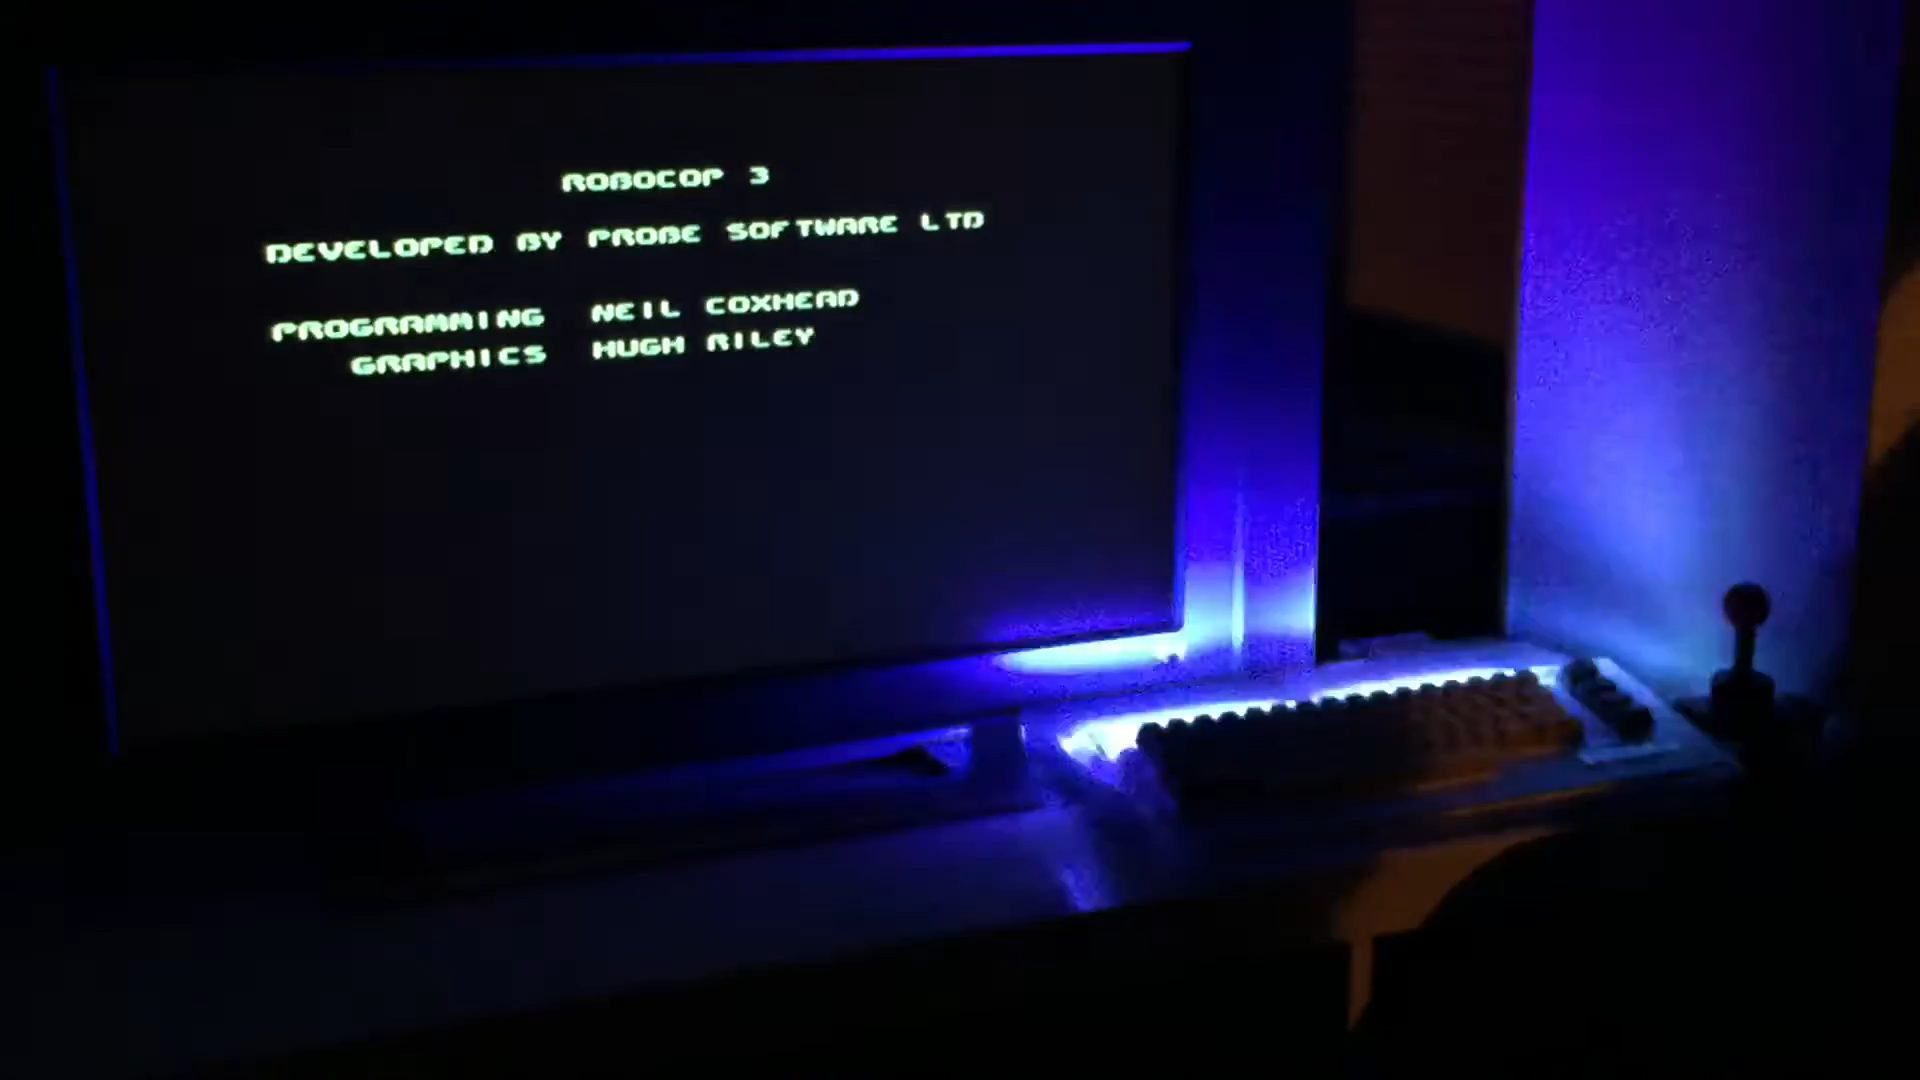 ROBOCOP 3
DEVELOPED BY PROBE SOFTWARE LTD
PROGRAMMING NEIL COXHEAD
GRAPHICS HUGH RILEY